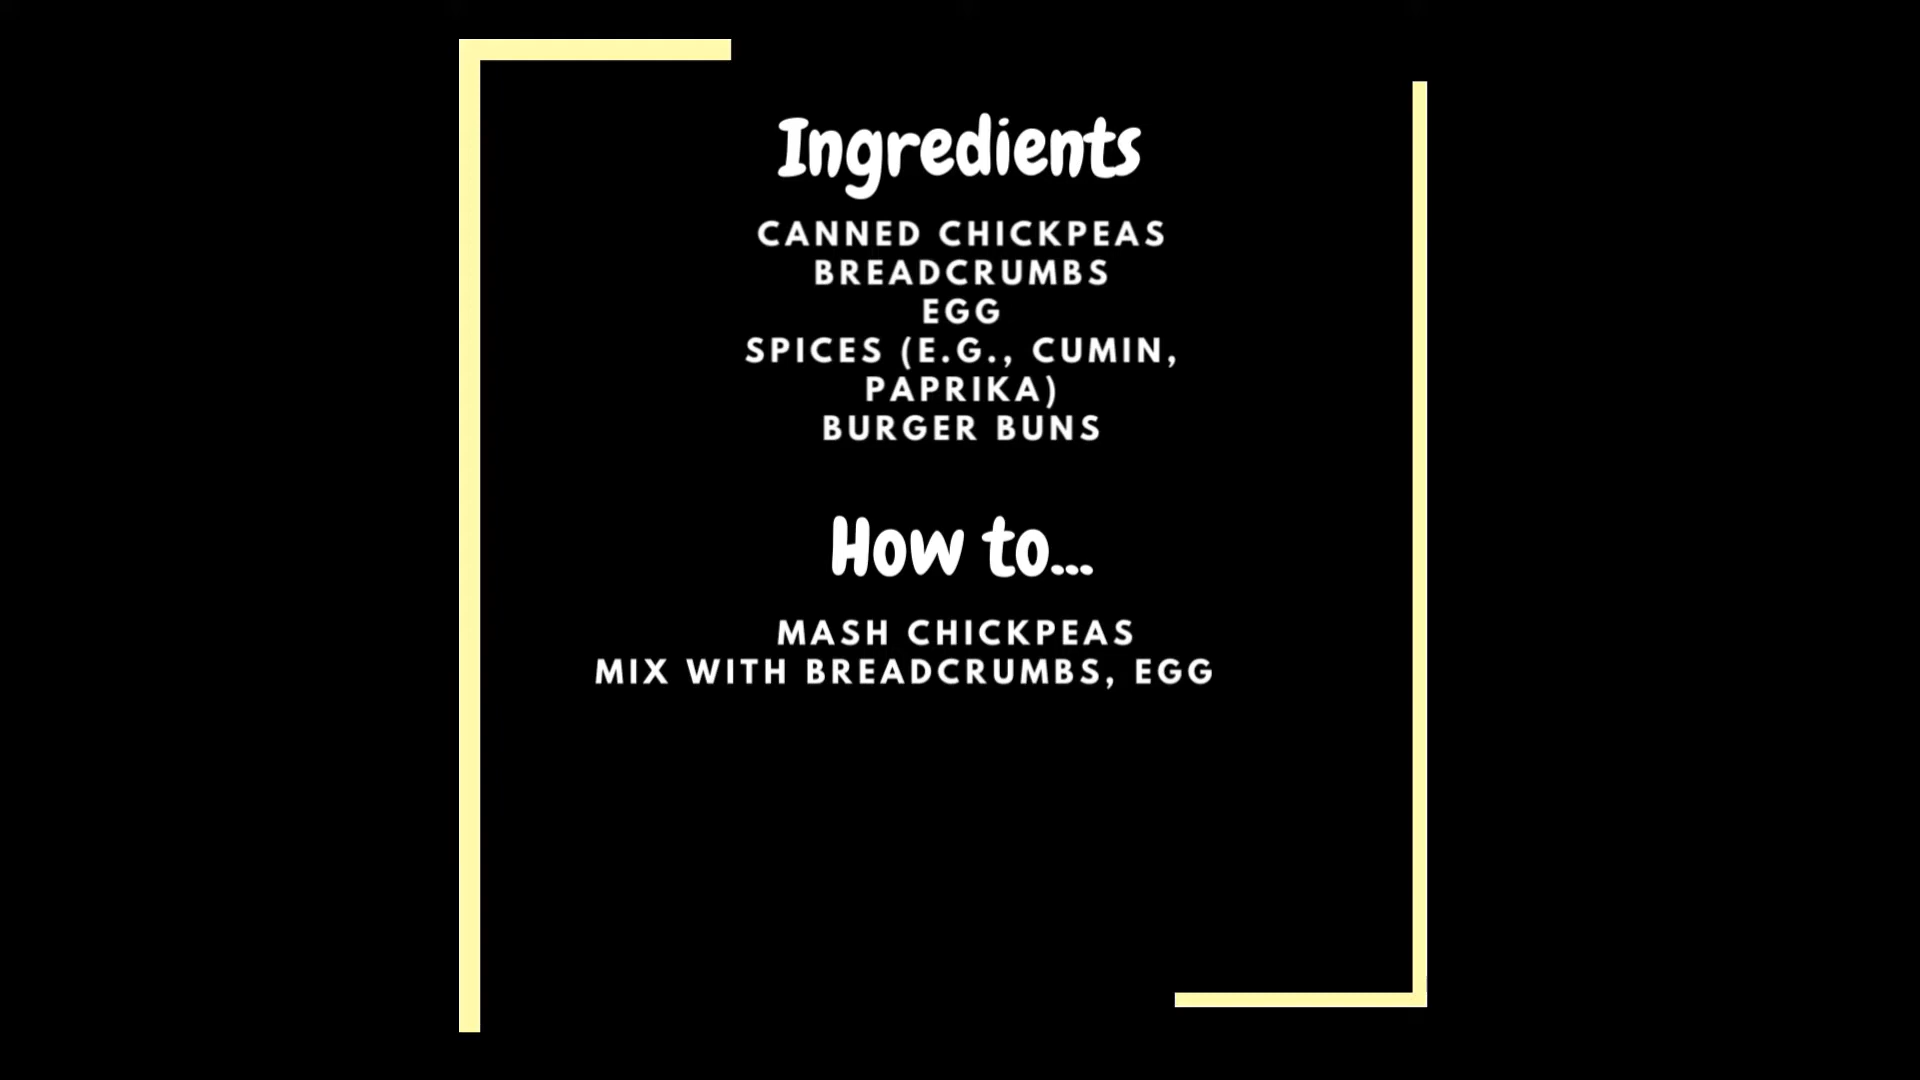 Ingredients
CANNED CHICKPEAS
BREADCRUMBS
EGG
SPICES (E.G., CUMIN,
PAPRIKA)
BURGER BUNS
How to...
MASH CHICKPEAS
MIX WITH BREADCRUMBS, EGG